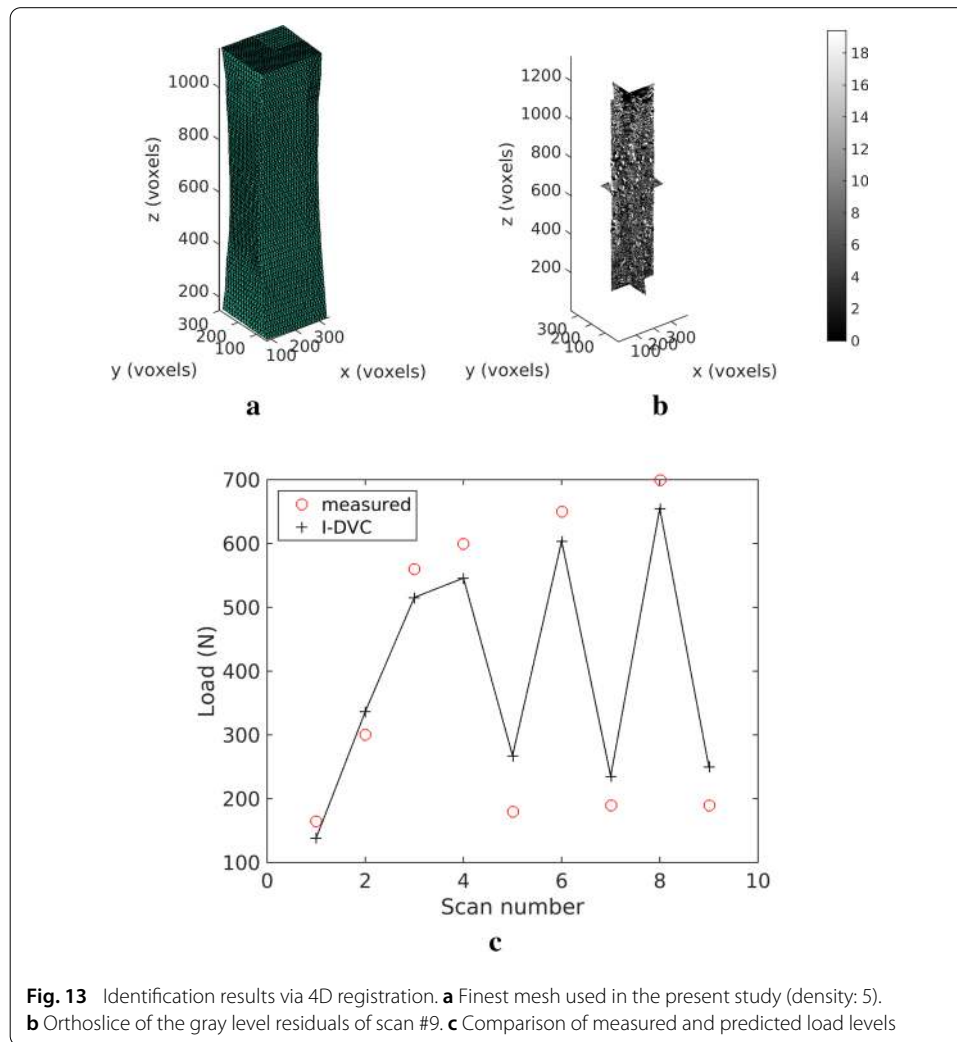 1000
800
600
400
200
z (voxels)
300
200
100
y (voxels)
100
200
300
x (voxels)
a
1200
1000
800
600
400
200
z (voxels)
300
200
100
y (voxels)
100
200
300
x (voxels)
b
18
16
14
12
10
8
6
4
2
0
700
600
500
400
300
200
100
Load (N)
measured
I-DVC
0 2 4 6 8 10
Scan number
c
Fig. 13 Identification results via 4D registration. a Finest mesh used in the present study (density: 5).
b Orthoslice of the gray level residuals of scan #9. c Comparison of measured and predicted load levels